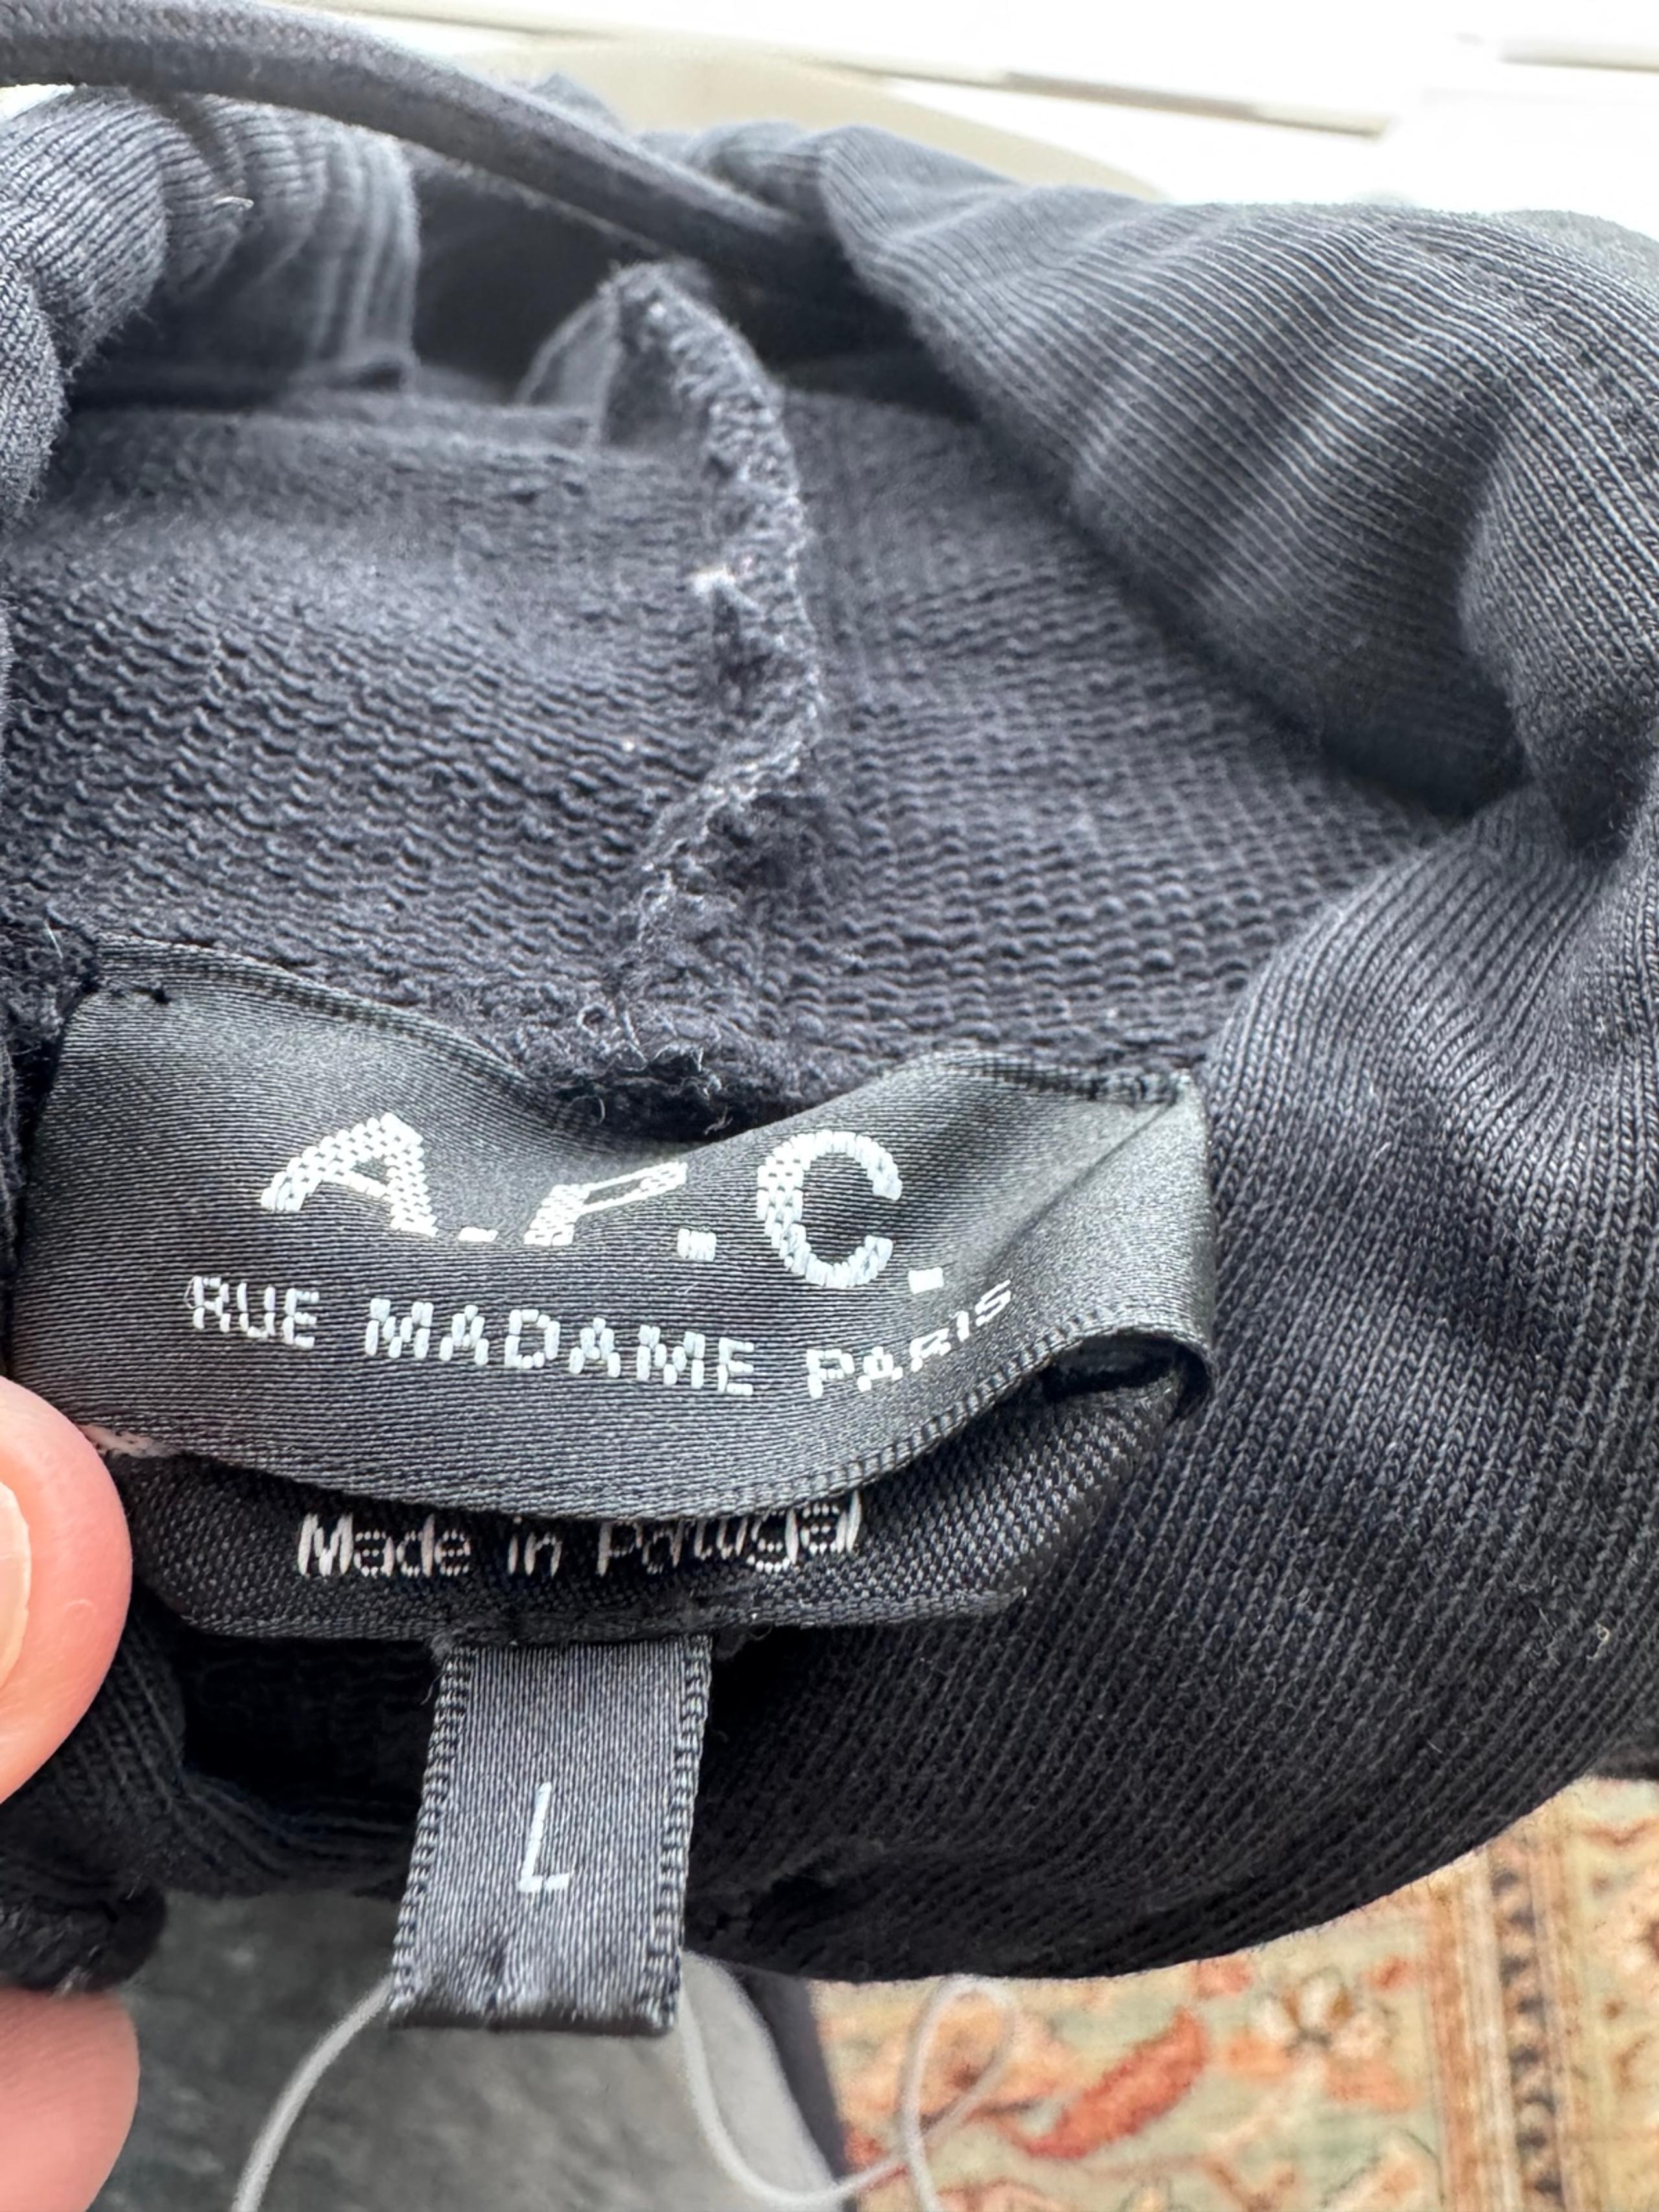 A.P.C.
RUE MADAME PARIS
Made in Portugal
L